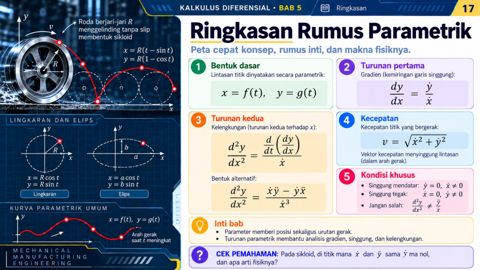 KALKULUS DIFERENSIAL • BAB 5
Ringkasan
17
Roda berjari-jari R
menggelinding tanpa slip
membentuk sikloid
x = R(t − sin t)
y = R(1 − cos t)
y
x
LINGKARAN DAN ELIPS
y
R
x
x = R cos t
y = R sin t
Lingkaran
y
b
a
x
x = a cos t
y = b sin t
Elips
KURVA PARAMETRIK UMUM
y
x = f(t), y = g(t)
Arah gerak
saat t meningkat
x
MECHANICAL
MANUFACTURING
ENGINEERING
Ringkasan Rumus Parametrik
Peta cepat konsep, rumus inti, dan makna fisiknya.
1 Bentuk dasar
Lintasan titik dinyatakan secara parametrik:
x = f(t), y = g(t)
2 Turunan pertama
Gradien (kemiringan garis singgung):
dy/dx = ẏ/ẋ
3 Turunan kedua
Kelengkungan (turunan kedua terhadap x):
d²y/dx² = d/dt(dy/dx)/ẋ
Bentuk alternatif:
d²y/dx² = (ẋÿ − ẏẍ)/ẋ³
4 Kecepatan
Kecepatan titik yang bergerak:
v = √(ẋ² + ẏ²)
Vektor kecepatan menyinggung lintasan
(dalam arah gerak).
5 Kondisi khusus
• Singgung mendatar: ẏ = 0, ẋ ≠ 0
• Singgung tegak: ẋ = 0, ẏ ≠ 0
• Jangan salah: d²y/dx² ≠ ÿ/ẍ
Inti bab
• Parameter memberi posisi sekaligus urutan gerak.
• Turunan parametrik membantu analisis gradien, singgung, dan kelengkungan.
? CEK PEMAHAMAN: Pada sikloid, di titik mana ẋ dan ẏ sama ẏ ma nol,
dan apa arti fisiknya?